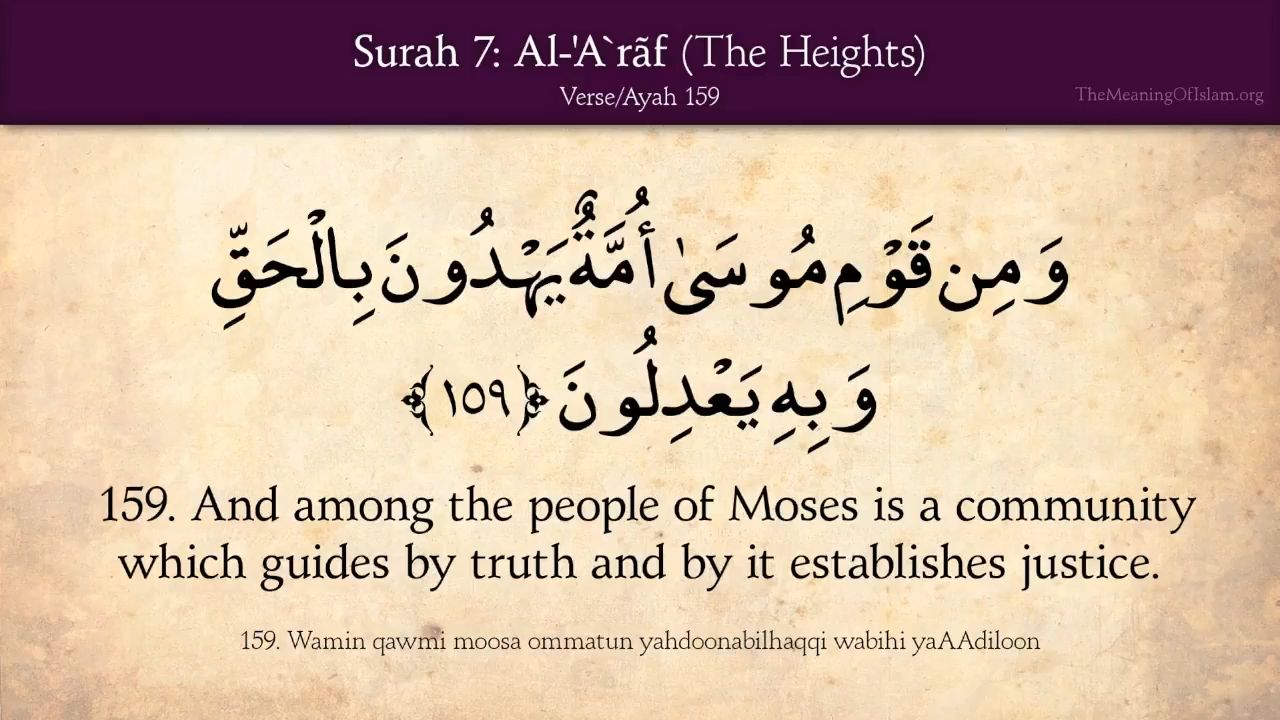 Surah 7: Al-'A`rãf (The Heights)
Verse/Ayah 159
TheMeaningOfIslam.org
وَمِن قَوْمِ مُوسَىٰ أُمَّةٌ يَهْدُونَ بِالْحَقِّ
وَبِهِ يَعْدِلُونَ ﴿١٥٩﴾
159. And among the people of Moses is a community
which guides by truth and by it establishes justice.
159. Wamin qawmi moosa ommatun yahdoonabilhaqqi wabihi yaAAdiloon